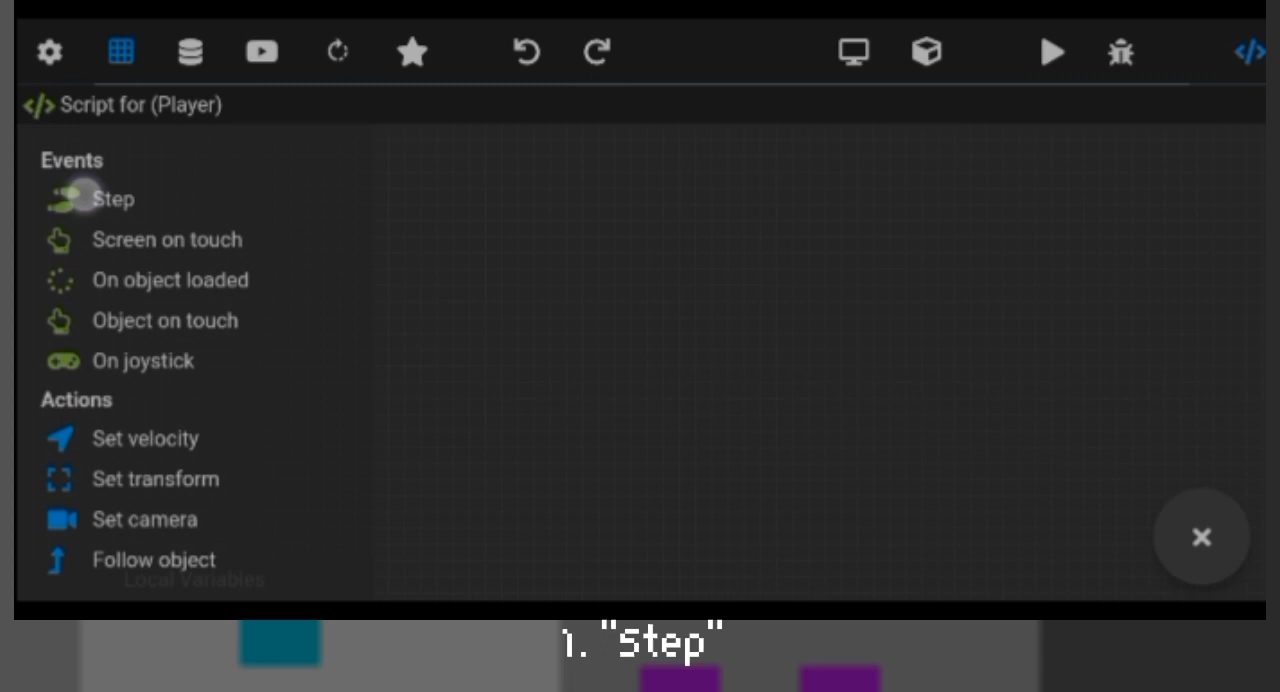 Script for (Player)
Events
Step
Screen on touch
On object loaded
Object on touch
On joystick
Actions
Set velocity
Set transform
Set camera
Follow object
Local Variables
1. "Step"